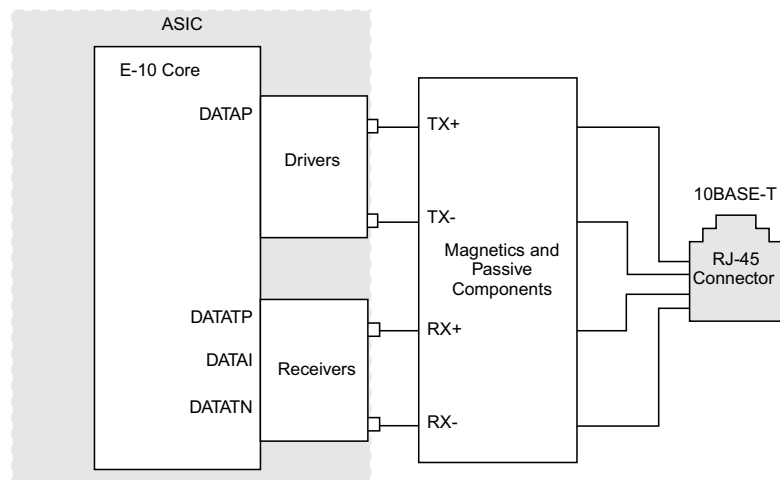 ASIC
E-10 Core
DATAP
Drivers
TX+
TX-
10BASE-T
RJ-45
Connector
Magnetics and
Passive
Components
DATATP
DATAI
DATATN
Receivers
RX+
RX-